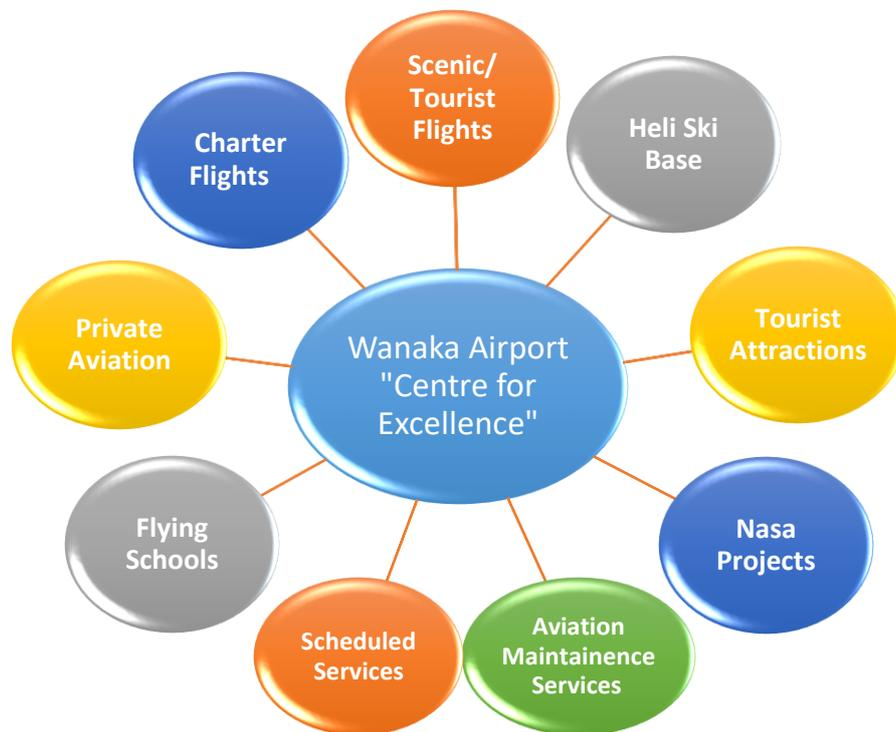 Scenic/
Tourist
Flights
Heli Ski
Base
Tourist
Attractions
Nasa
Projects
Aviation
Maintainence
Services
Scheduled
Services
Flying
Schools
Private
Aviation
Charter
Flights
Wanaka Airport
"Centre for
Excellence"